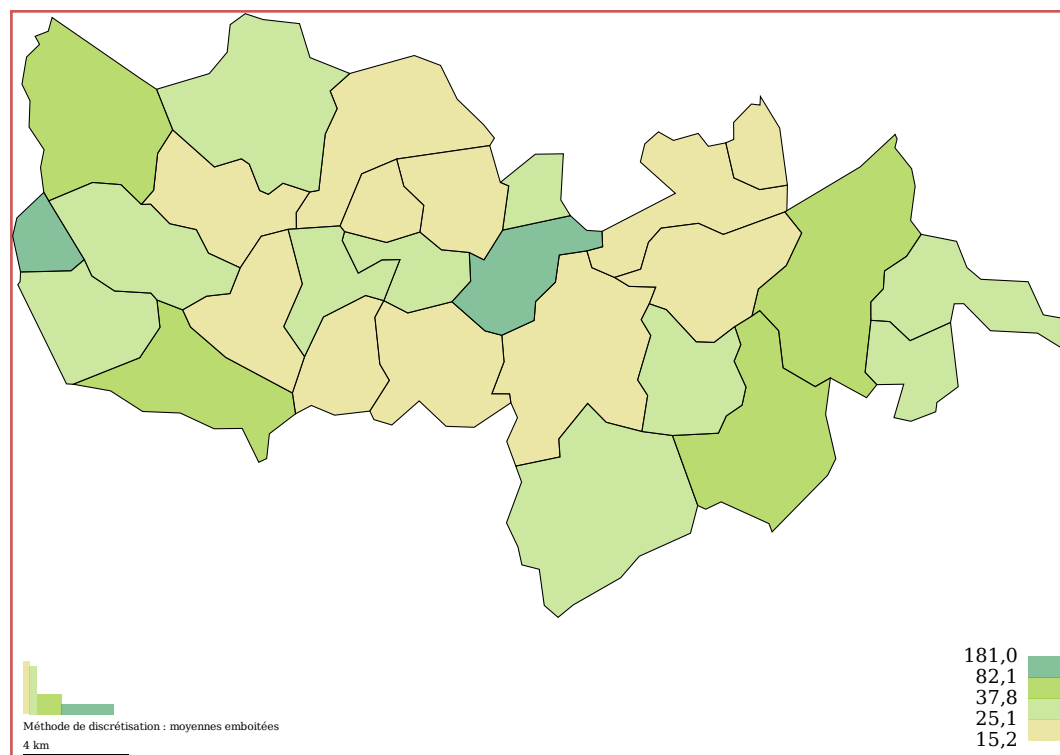 181,0
82,1
37,8
25,1
15,2
Méthode de discrétisation : moyennes emboitées
4 km